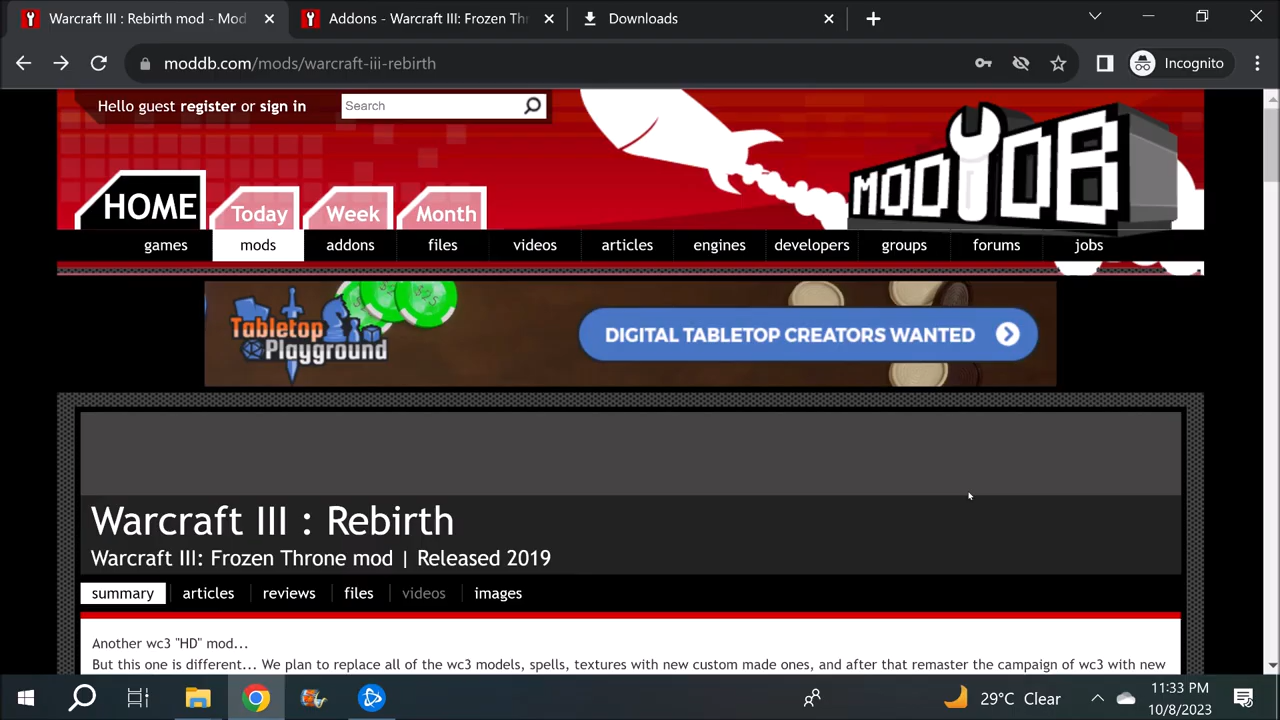 Warcraft III: Rebirth mod - Mod
Addons - Warcraft III: Frozen Thr
Downloads
moddb.com/mods/warcraft-iii-rebirth
Incognito
Hello guest register or sign in
Search
MODDB
HOME
Today
Week
Month
games
mods
addons
files
videos
articles
engines
developers
groups
forums
jobs
Tabletop
Playground
DIGITAL TABLETOP CREATORS WANTED
Warcraft III : Rebirth
Warcraft III: Frozen Throne mod | Released 2019
summary
articles
reviews
files
videos
images
Another wc3 "HD" mod...
But this one is different... We plan to replace all of the wc3 models, spells, textures with new custom made ones, and after that remaster the campaign of wc3 with new
29°C Clear
11:33 PM
10/8/2023